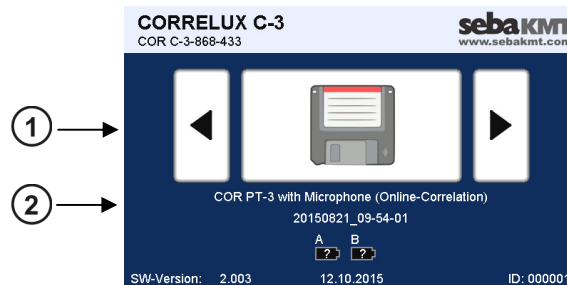 CORRELUX C-3
COR C-3-868-433
sebaKMT
www.sebakmt.com
1
2
COR PT-3 with Microphone (Online-Correlation)
20150821_09-54-01
A B
? ?
SW-Version: 2.003 12.10.2015 ID: 000001